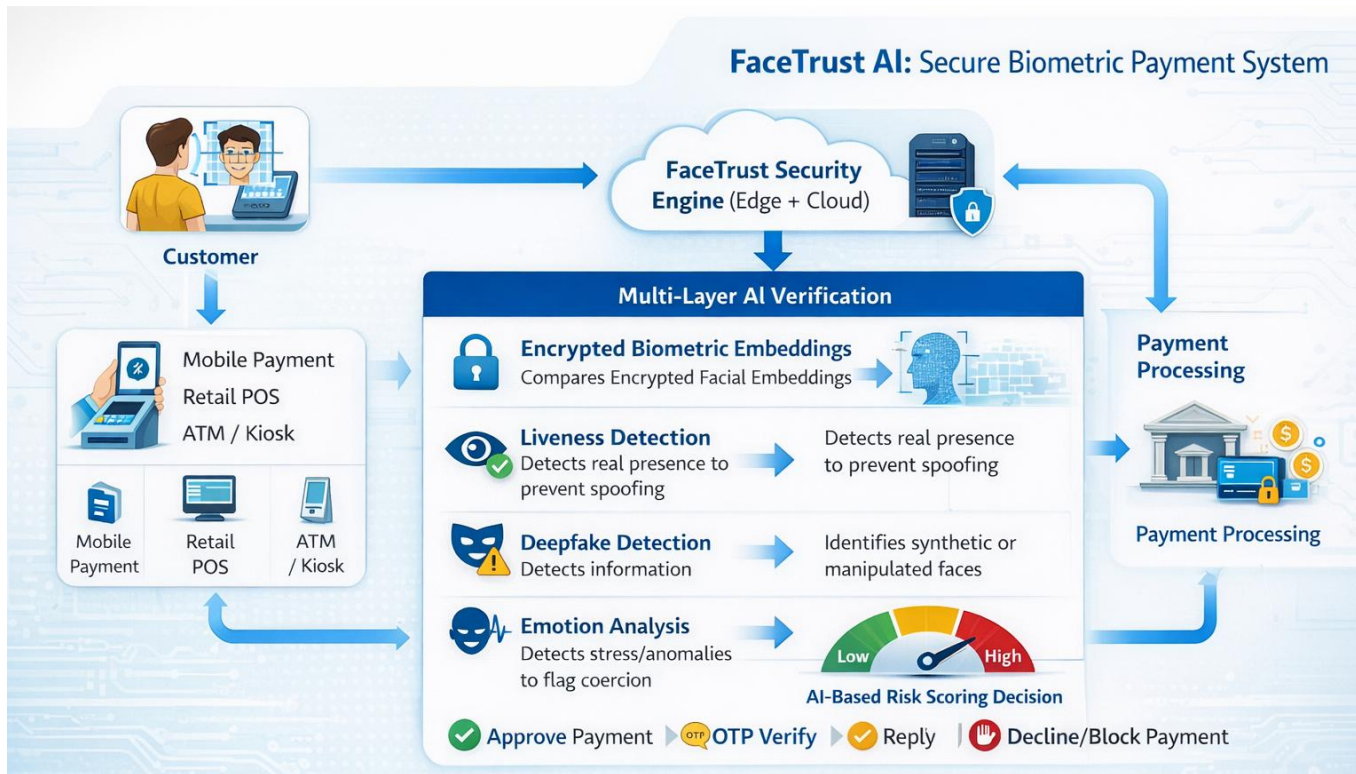 FaceTrust AI: Secure Biometric Payment System
Customer
FaceTrust Security
Engine (Edge + Cloud)
Mobile Payment
Retail POS
ATM / Kiosk
Mobile
Payment
Retail
POS
ATM
/ Kiosk
Multi-Layer AI Verification
Encrypted Biometric Embeddings
Compares Encrypted Facial Embeddings
Liveness Detection
Detects real presence to
prevent spoofing
Detects real presence
to prevent spoofing
Deepfake Detection
Detects information
Identifies synthetic or
manipulated faces
Emotion Analysis
Detects stress/anomalies
to flag coercion
Low
High
AI-Based Risk Scoring Decision
Approve Payment
OTP
OTP Verify
Reply
Decline/Block Payment
Payment
Processing
Payment Processing